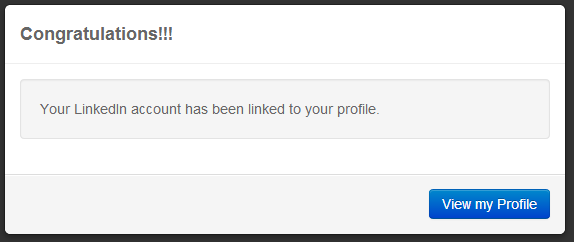 Congratulations!!!
Your LinkedIn account has been linked to your profile.
View my Profile